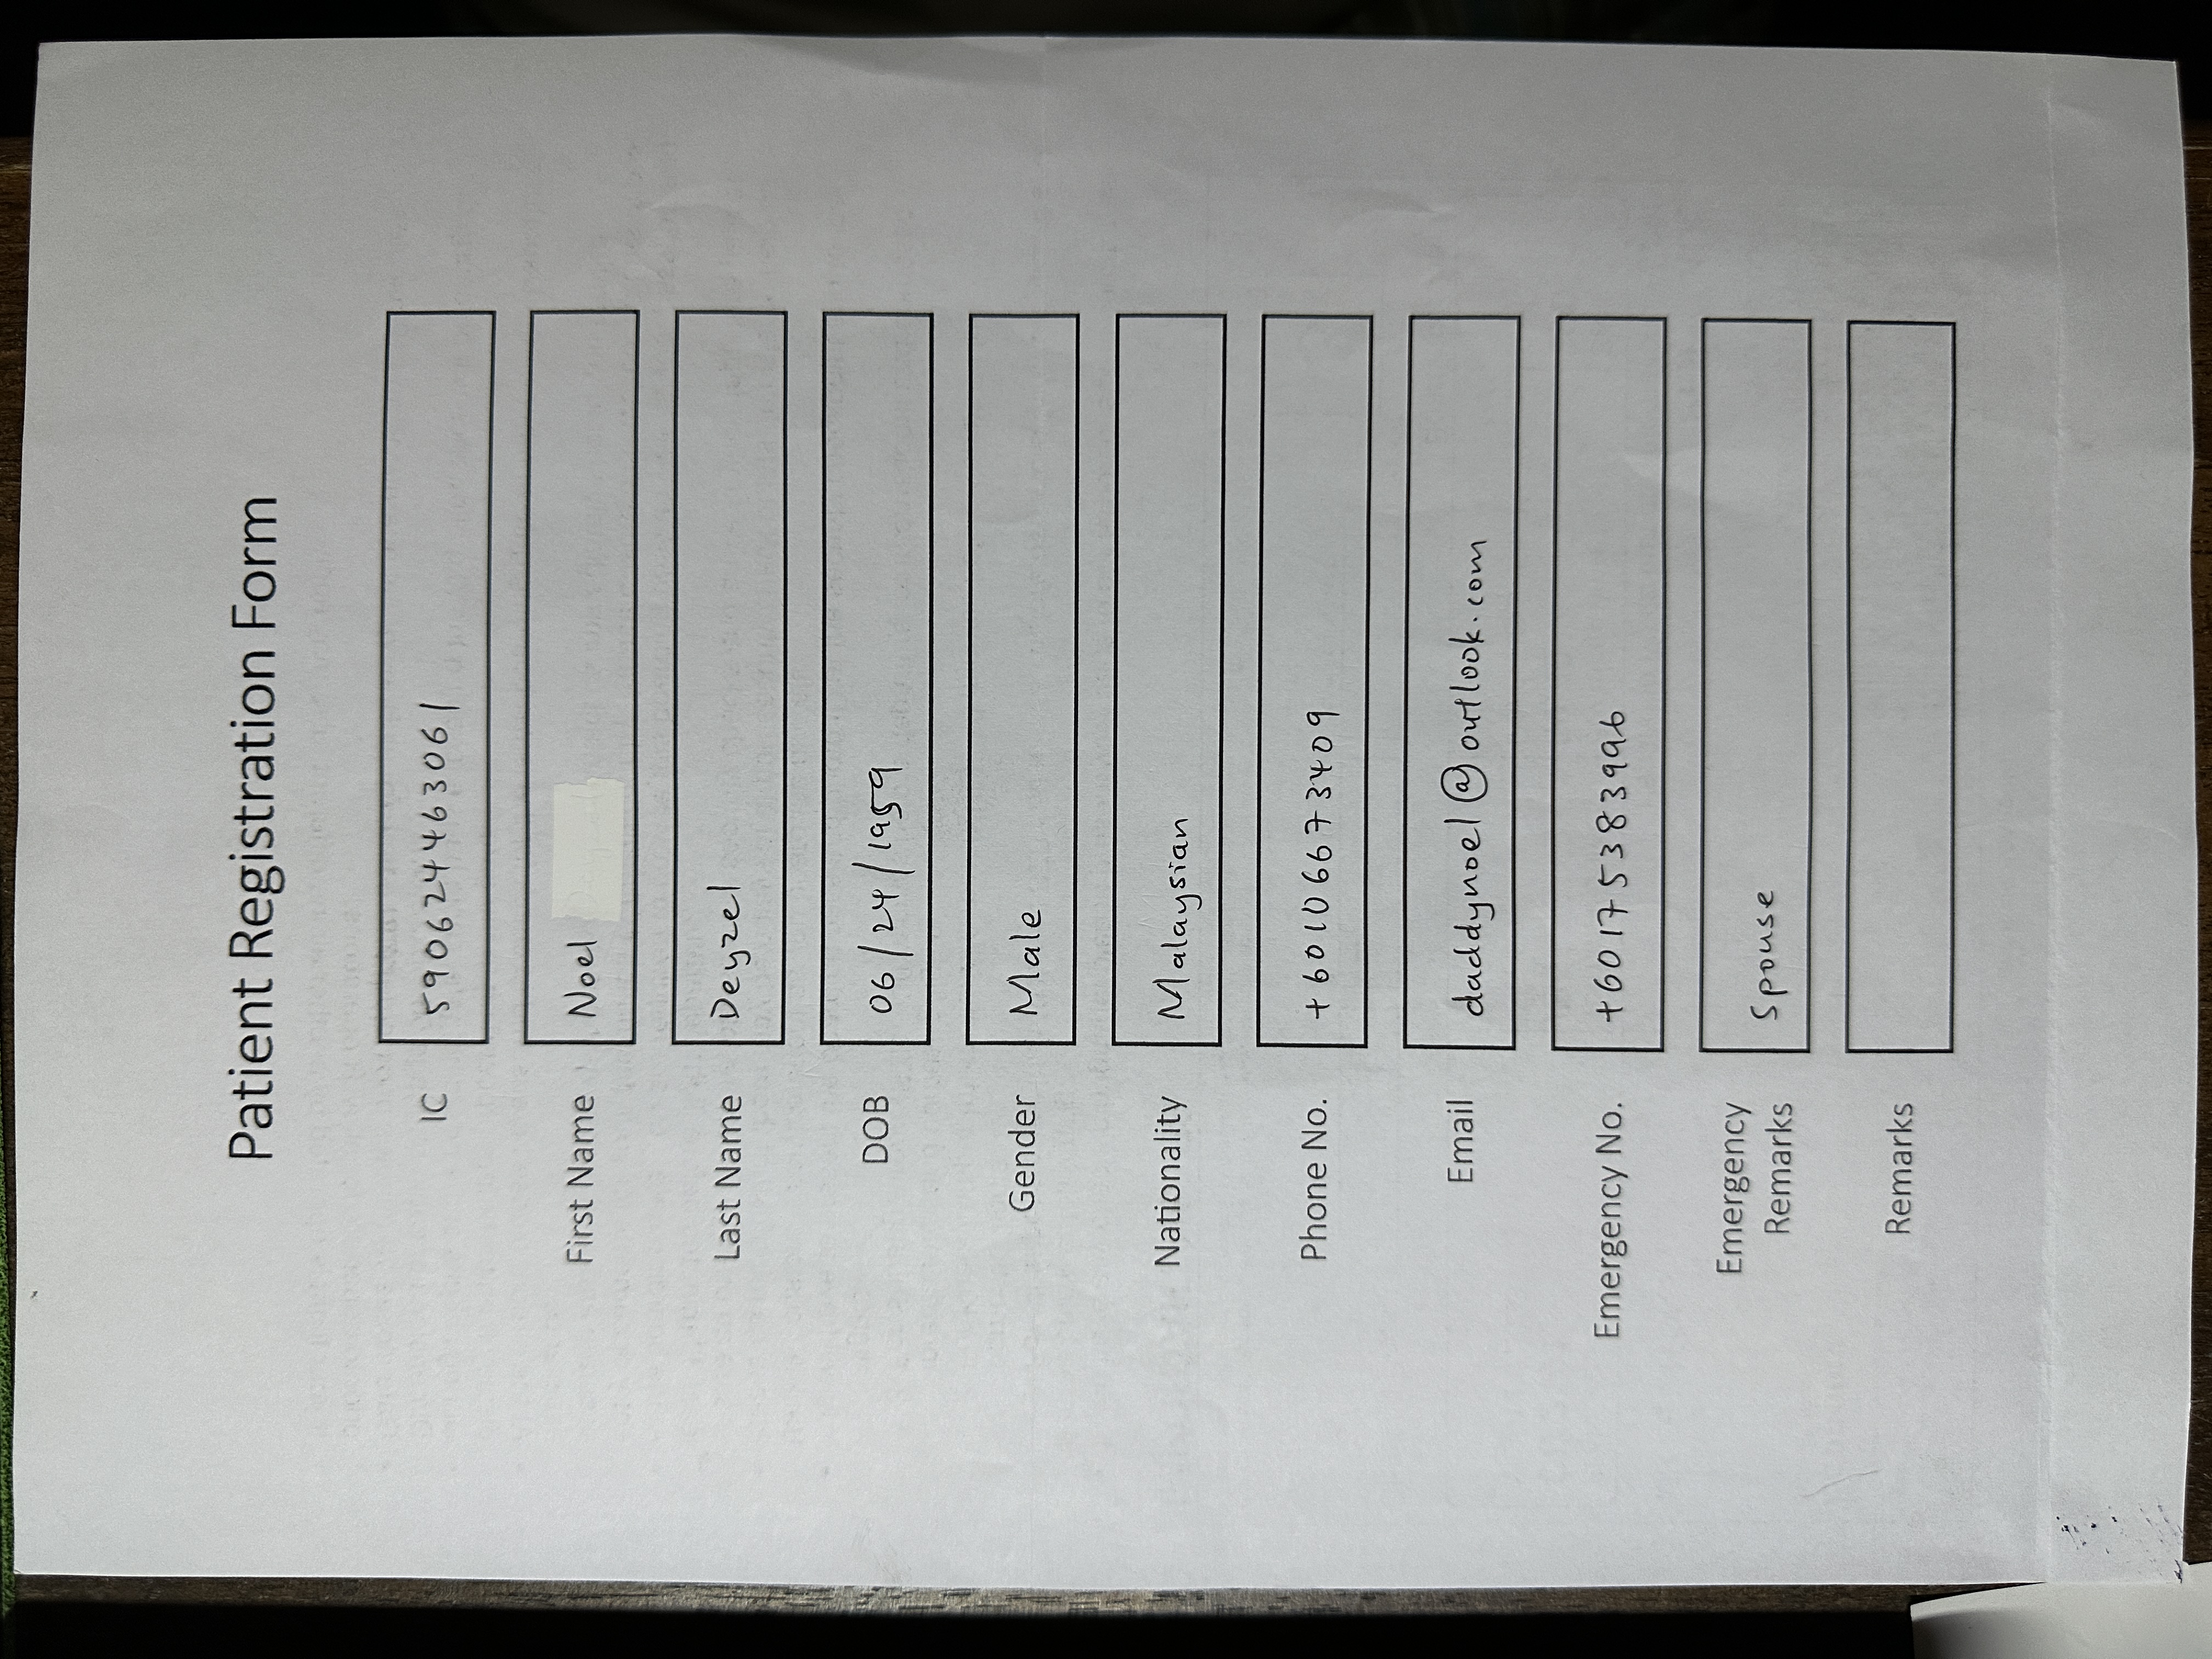 Patient Registration Form
IC 590624463061
First Name Noel
Last Name Deyzel
DOB 06/24/1959
Gender Male
Nationality Malaysian
Phone No. +60106673409
Email daddynoel@outlook.com
Emergency No. +60175383996
Emergency
Remarks
Spouse
Remarks